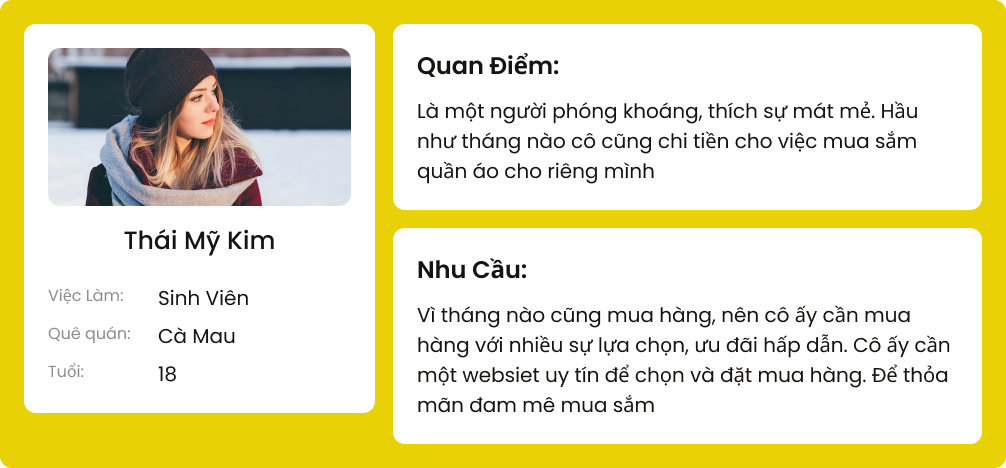 Thái Mỹ Kim
Việc Làm: Sinh Viên
Quê quán: Cà Mau
Tuổi: 18
Quan Điểm:
Là một người phóng khoáng, thích sự mát mẻ. Hầu
như tháng nào cô cũng chi tiền cho việc mua sắm
quần áo cho riêng mình
Nhu Cầu:
Vì tháng nào cũng mua hàng, nên cô ấy cần mua
hàng với nhiều sự lựa chọn, ưu đãi hấp dẫn. Cô ấy cần
một websiet uy tín để chọn và đặt mua hàng. Để thỏa
mãn đam mê mua sắm